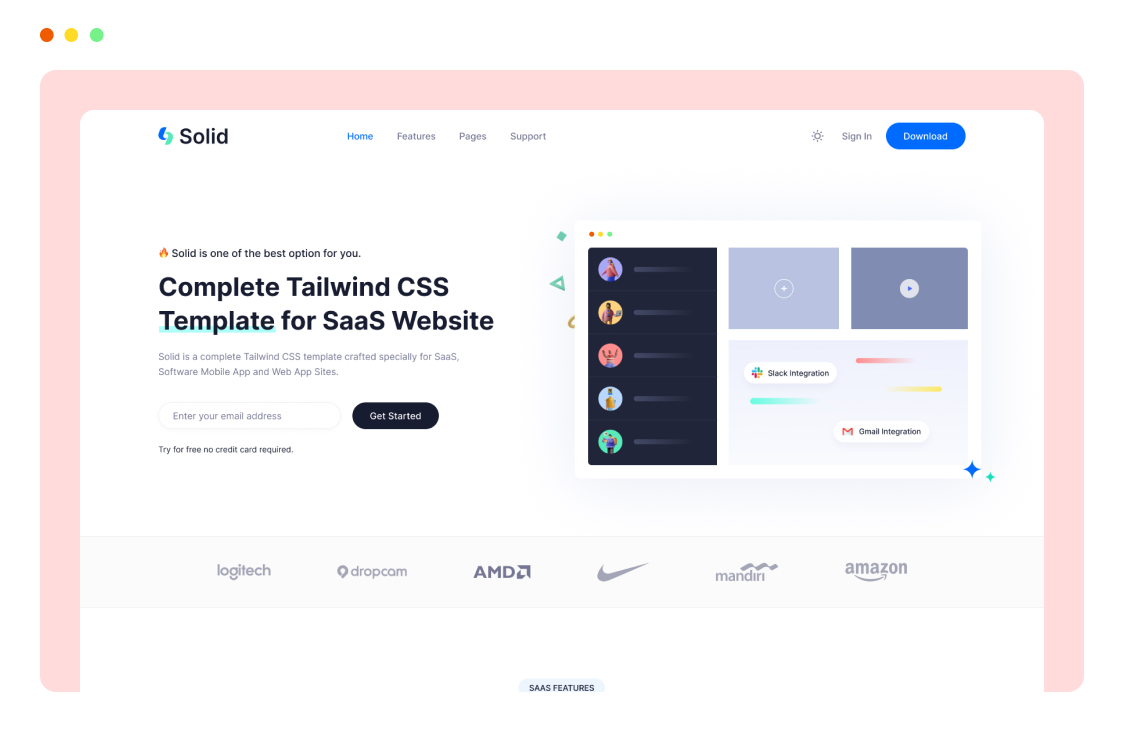 Solid
Home Features Pages Support
Sign In Download
🔥 Solid is one of the best option for you.
Complete Tailwind CSS
Template for SaaS Website
Solid is a complete Tailwind CSS template crafted specially for SaaS,
Software Mobile App and Web App Sites.
Enter your email address
Get Started
Try for free no credit card required.
Slack Integration
Gmail Integration
logitech dropcam AMD mandiri amazon
SAAS FEATURES